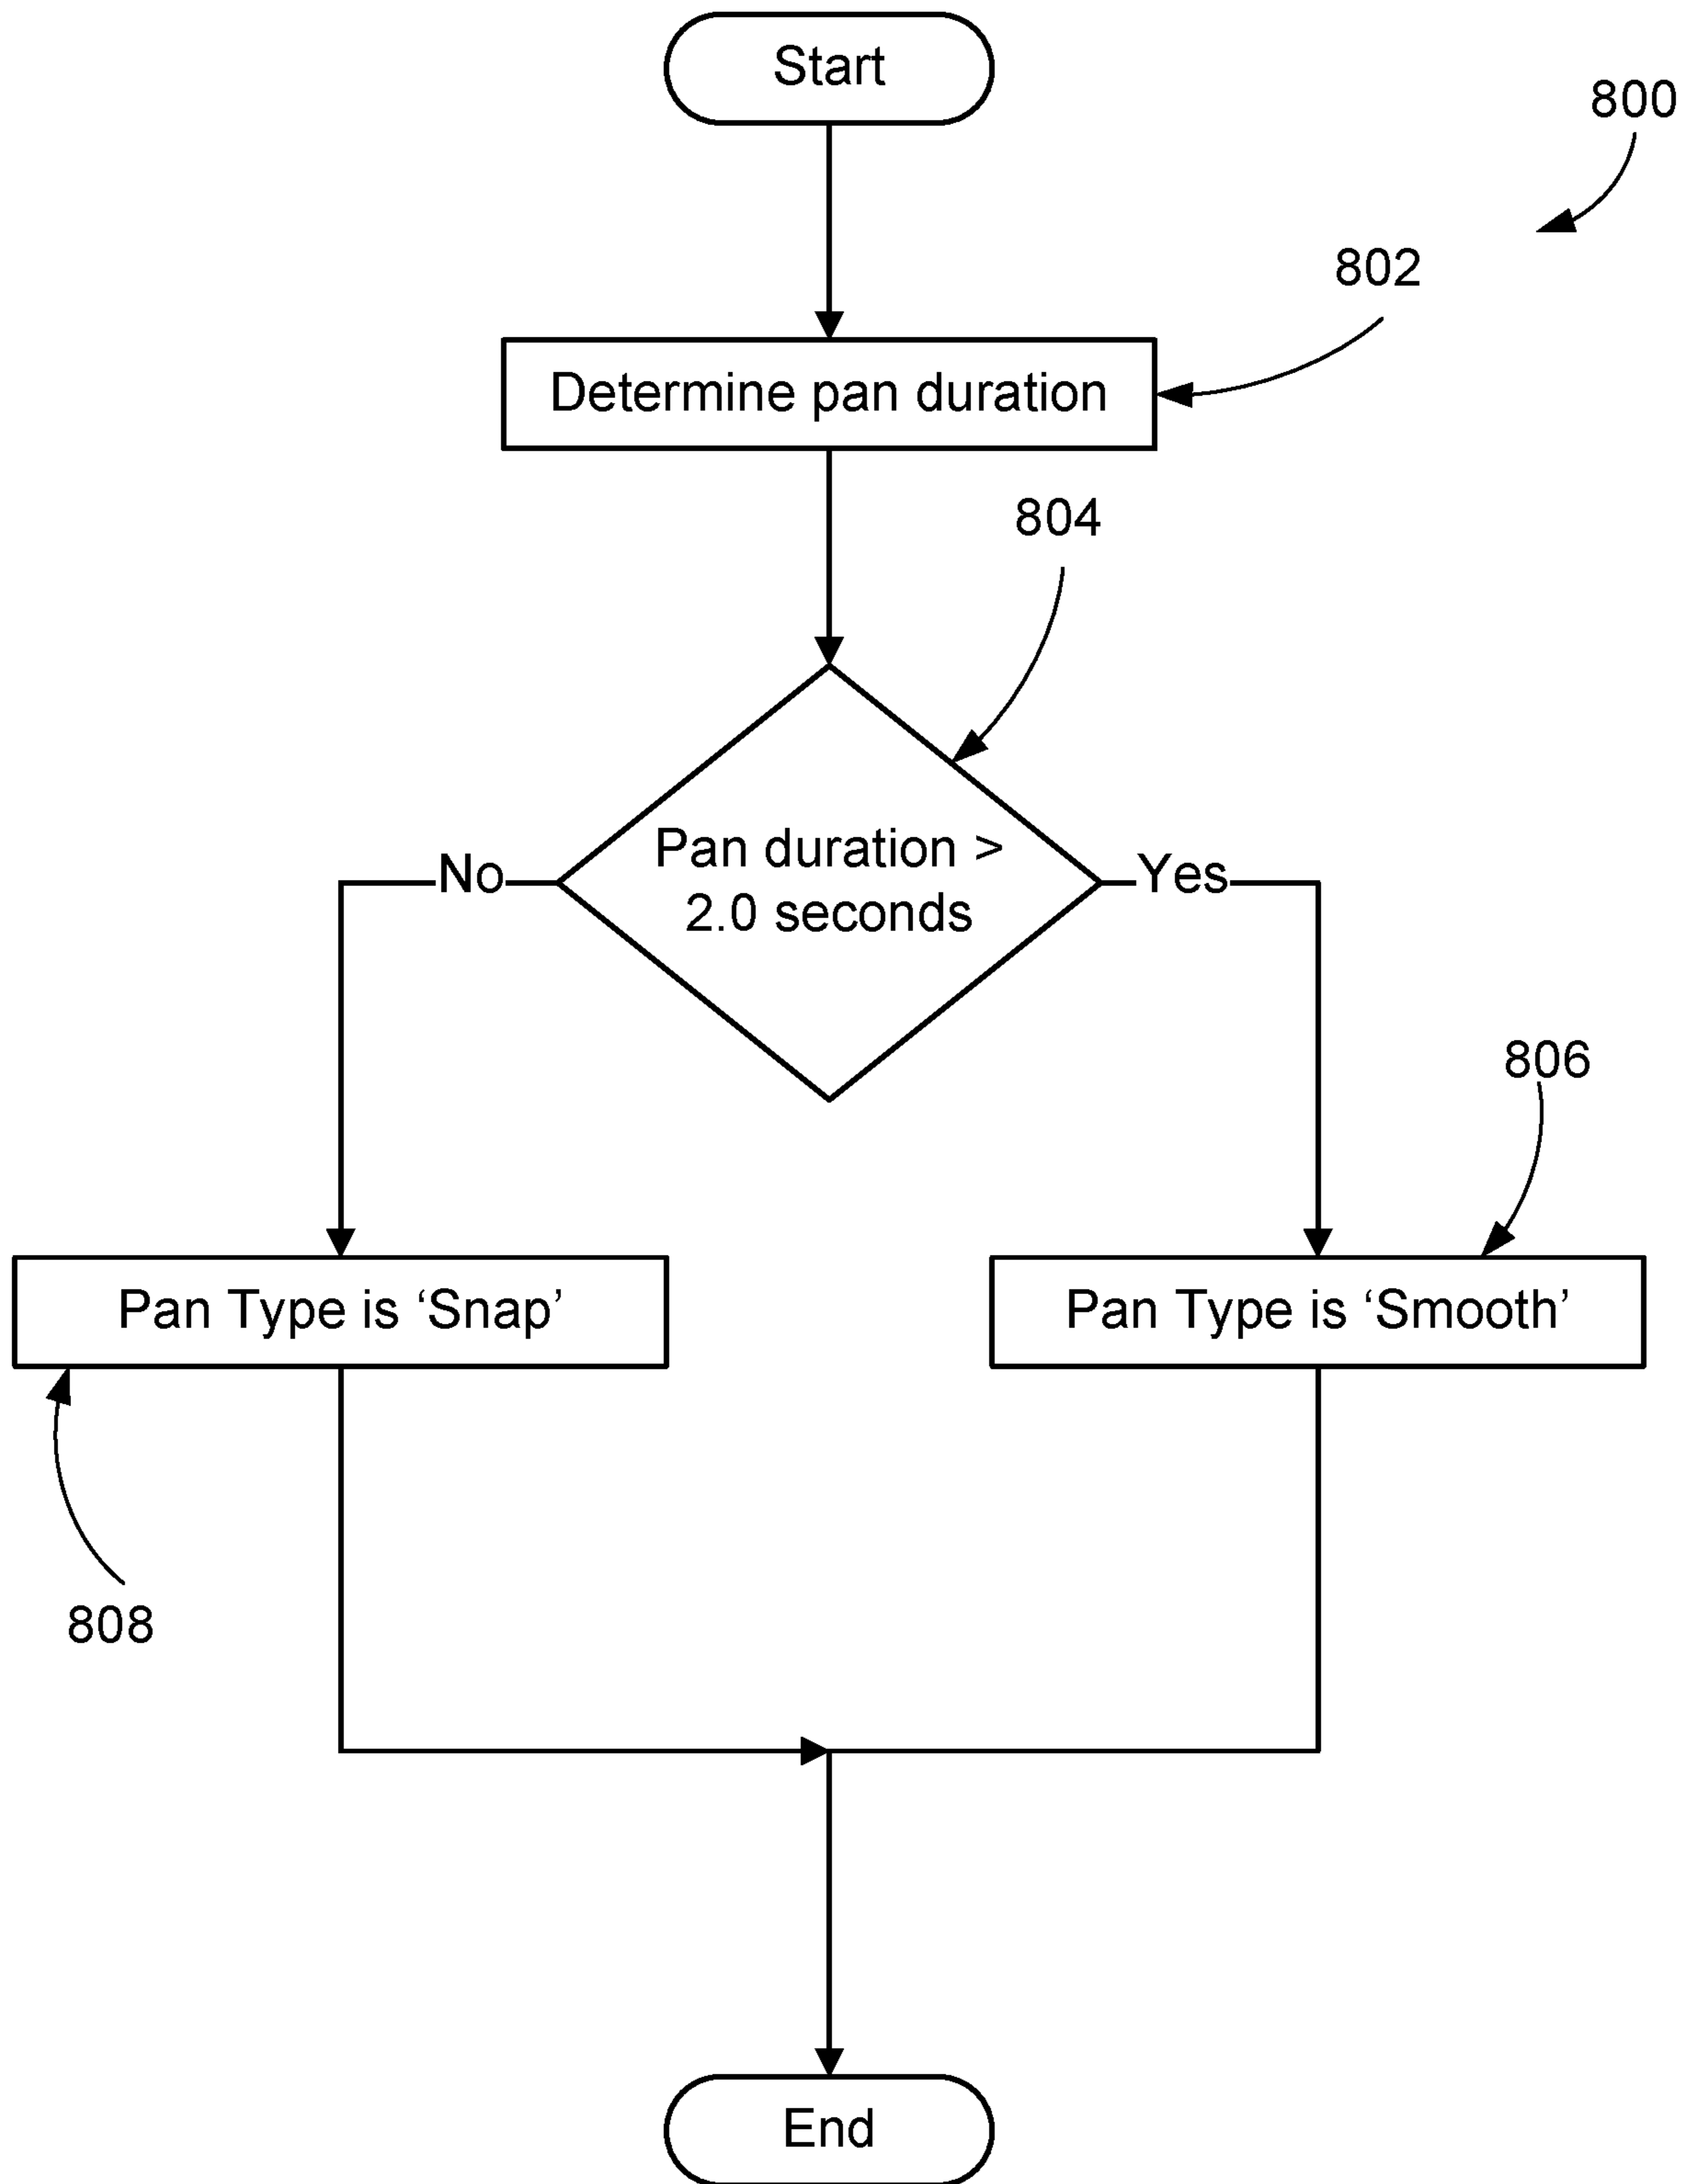 Start
800
802
Determine pan duration
804
Pan duration >
2.0 seconds
No
Yes
806
Pan Type is ‘Snap’
Pan Type is ‘Smooth’
808
End